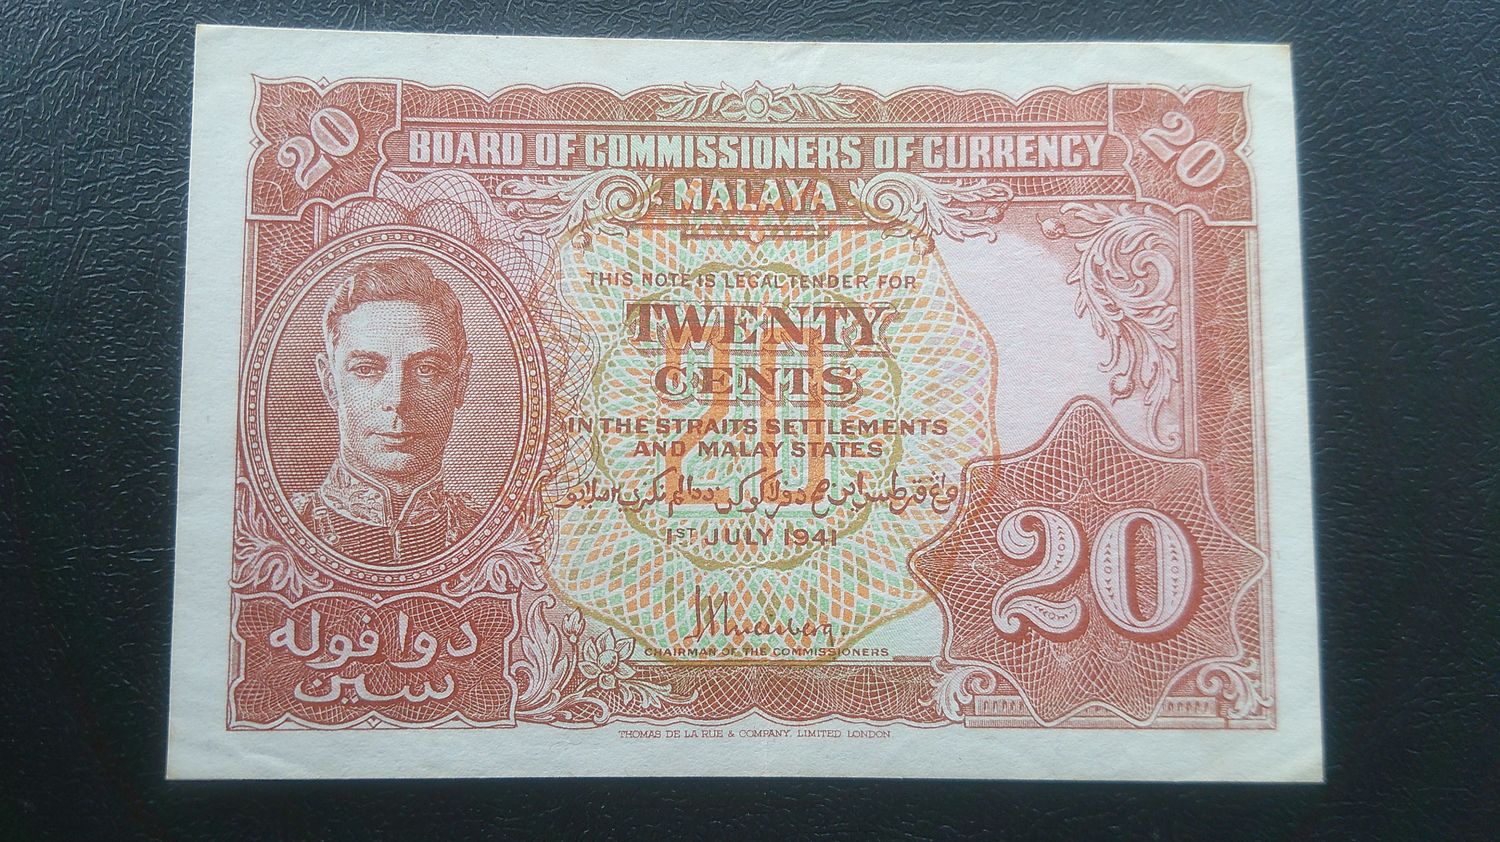 20
20
BOARD OF COMMISSIONERS OF CURRENCY
MALAYA
THIS NOTE IS LEGAL TENDER FOR
TWENTY
CENTS
20
IN THE STRAITS SETTLEMENTS
AND MALAY STATES
1ST JULY 1941
CHAIRMAN OF THE COMMISSIONERS
دوا فوله
سين
20
THOMAS DE LA RUE & COMPANY, LIMITED, LONDON